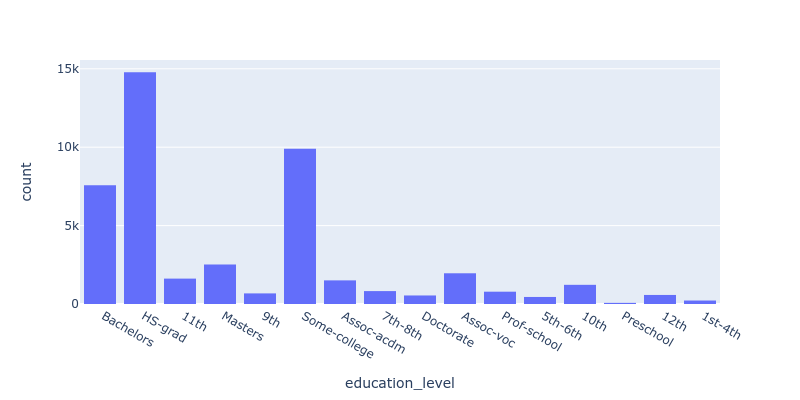 15k
10k
5k
0
count
Bachelors
HS-grad
11th
Masters
9th
Some-college
Assoc-acdm
7th-8th
Doctorate
Assoc-voc
Prof-school
5th-6th
10th
Preschool
12th
1st-4th
education_level